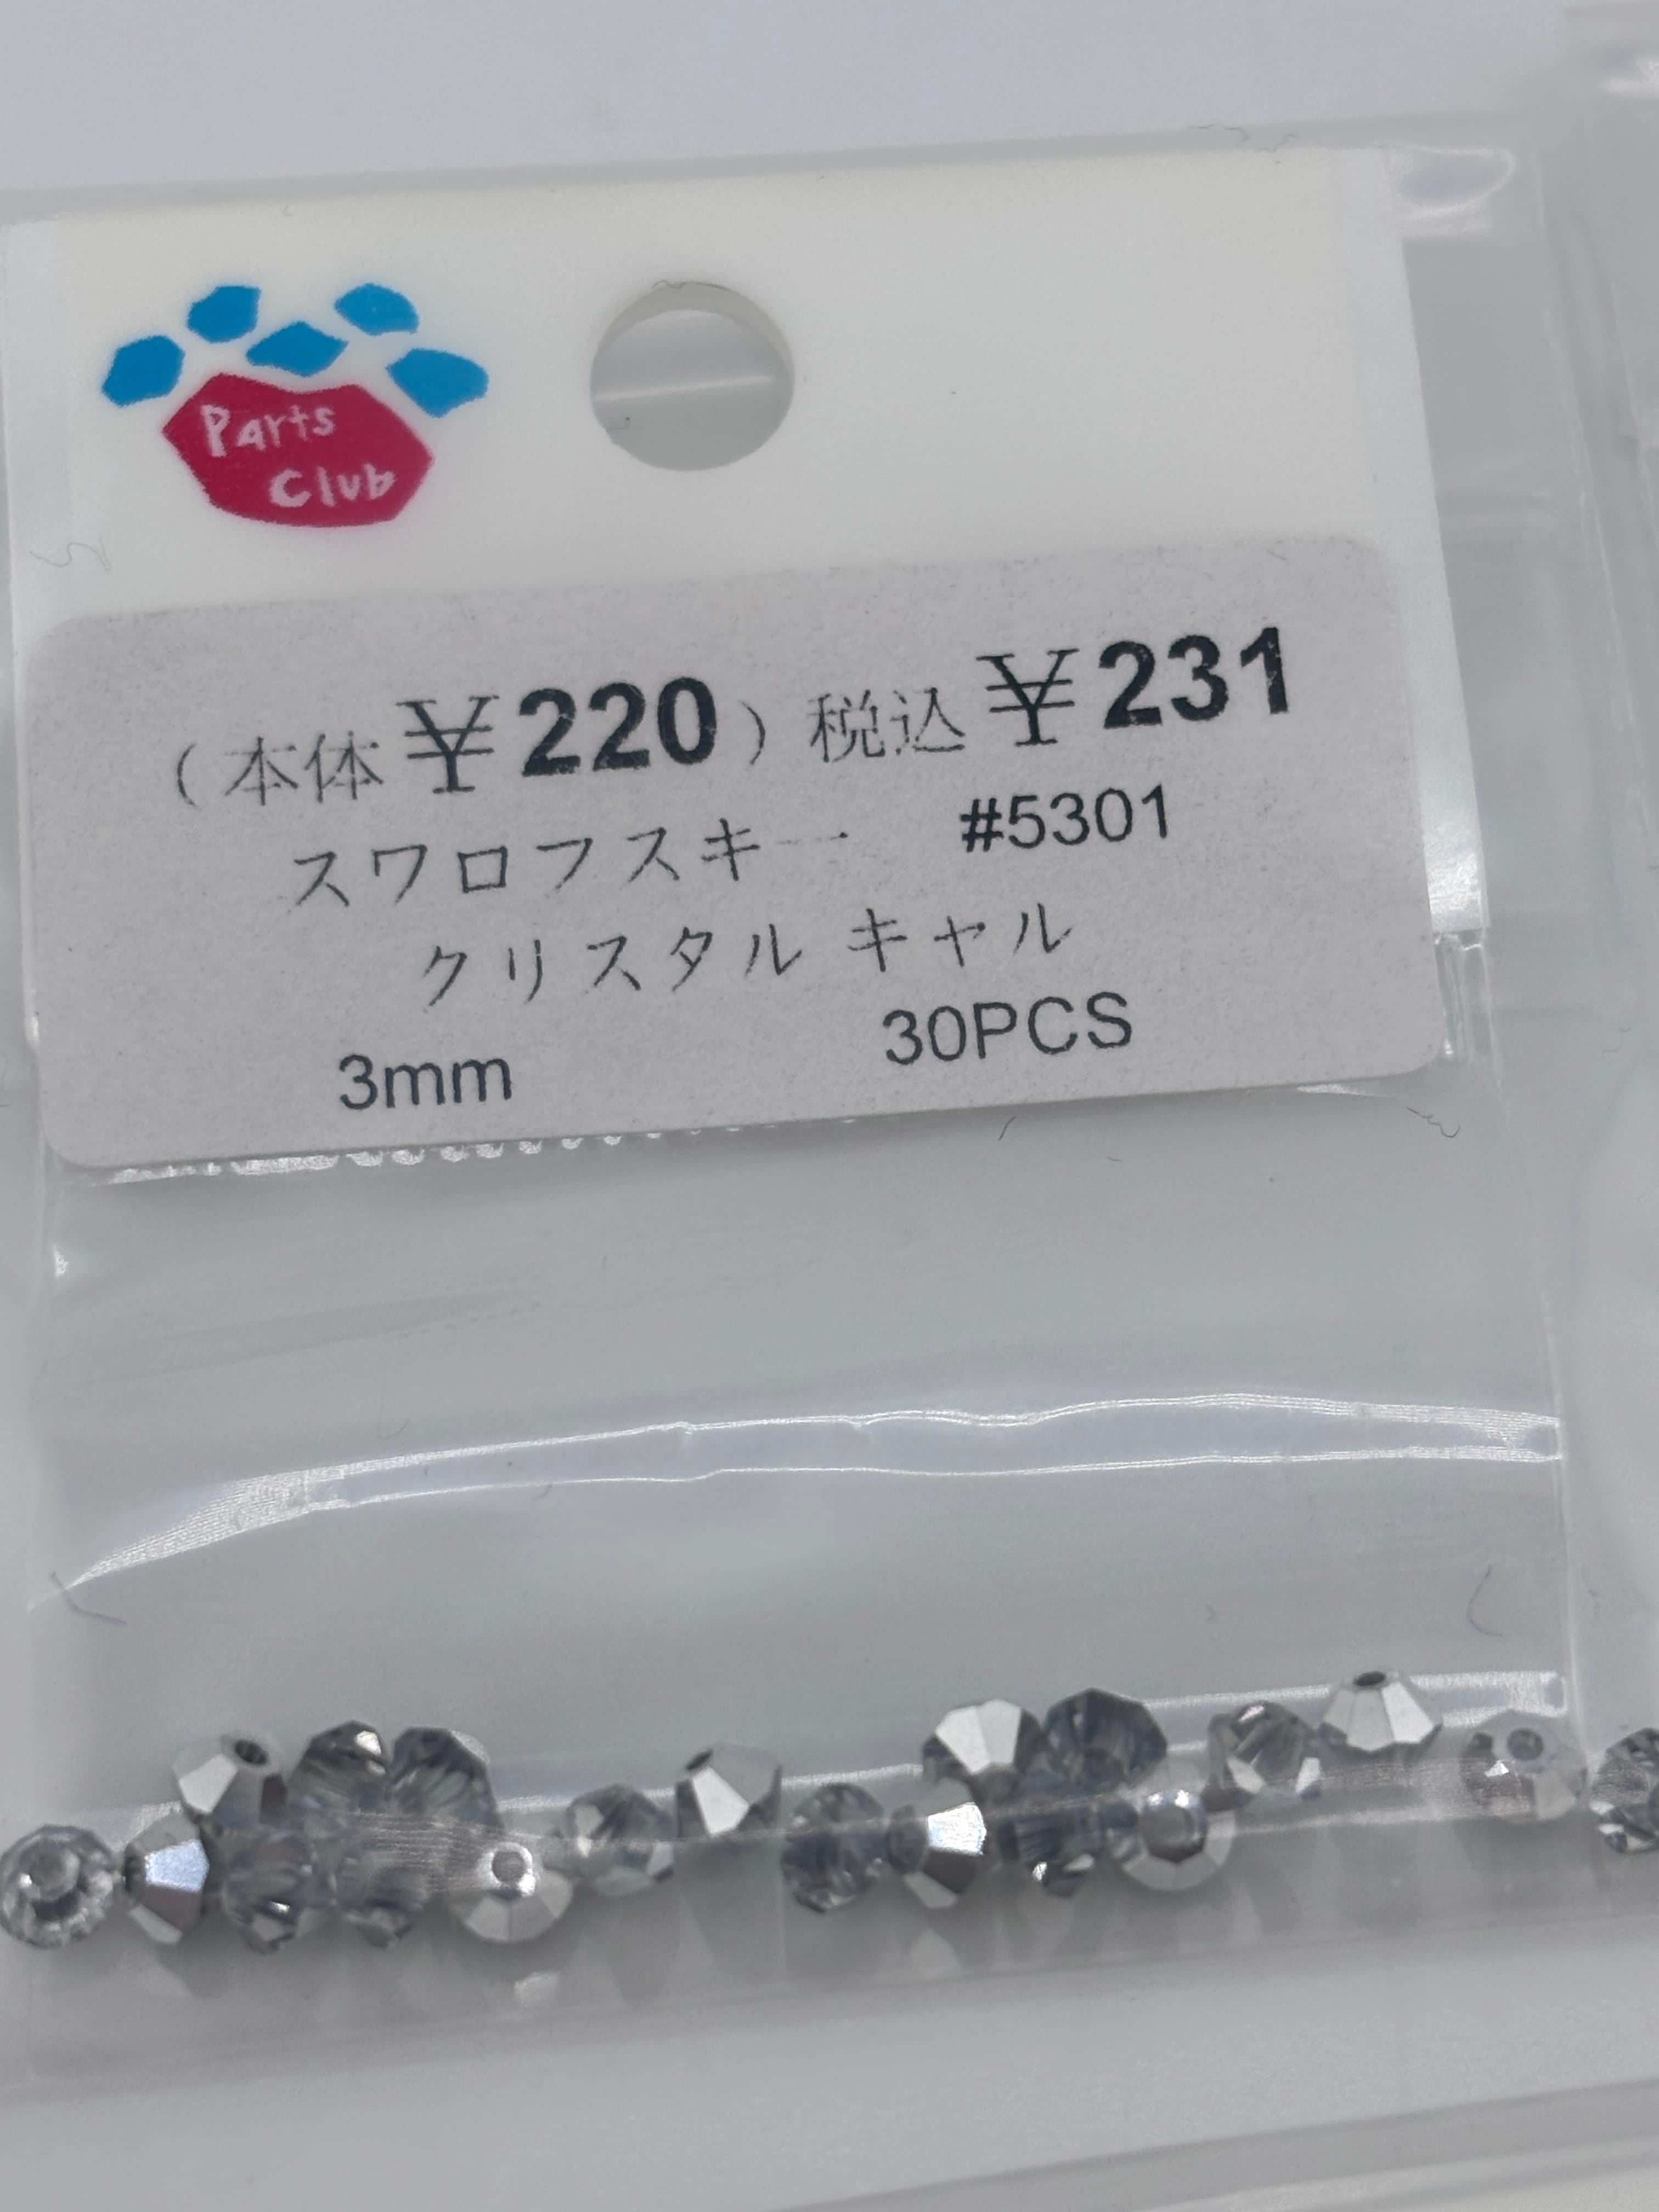 Parts
Club
（本体￥220）税込￥231
スワロフスキー #5301
クリスタル キャル
3mm 30PCS